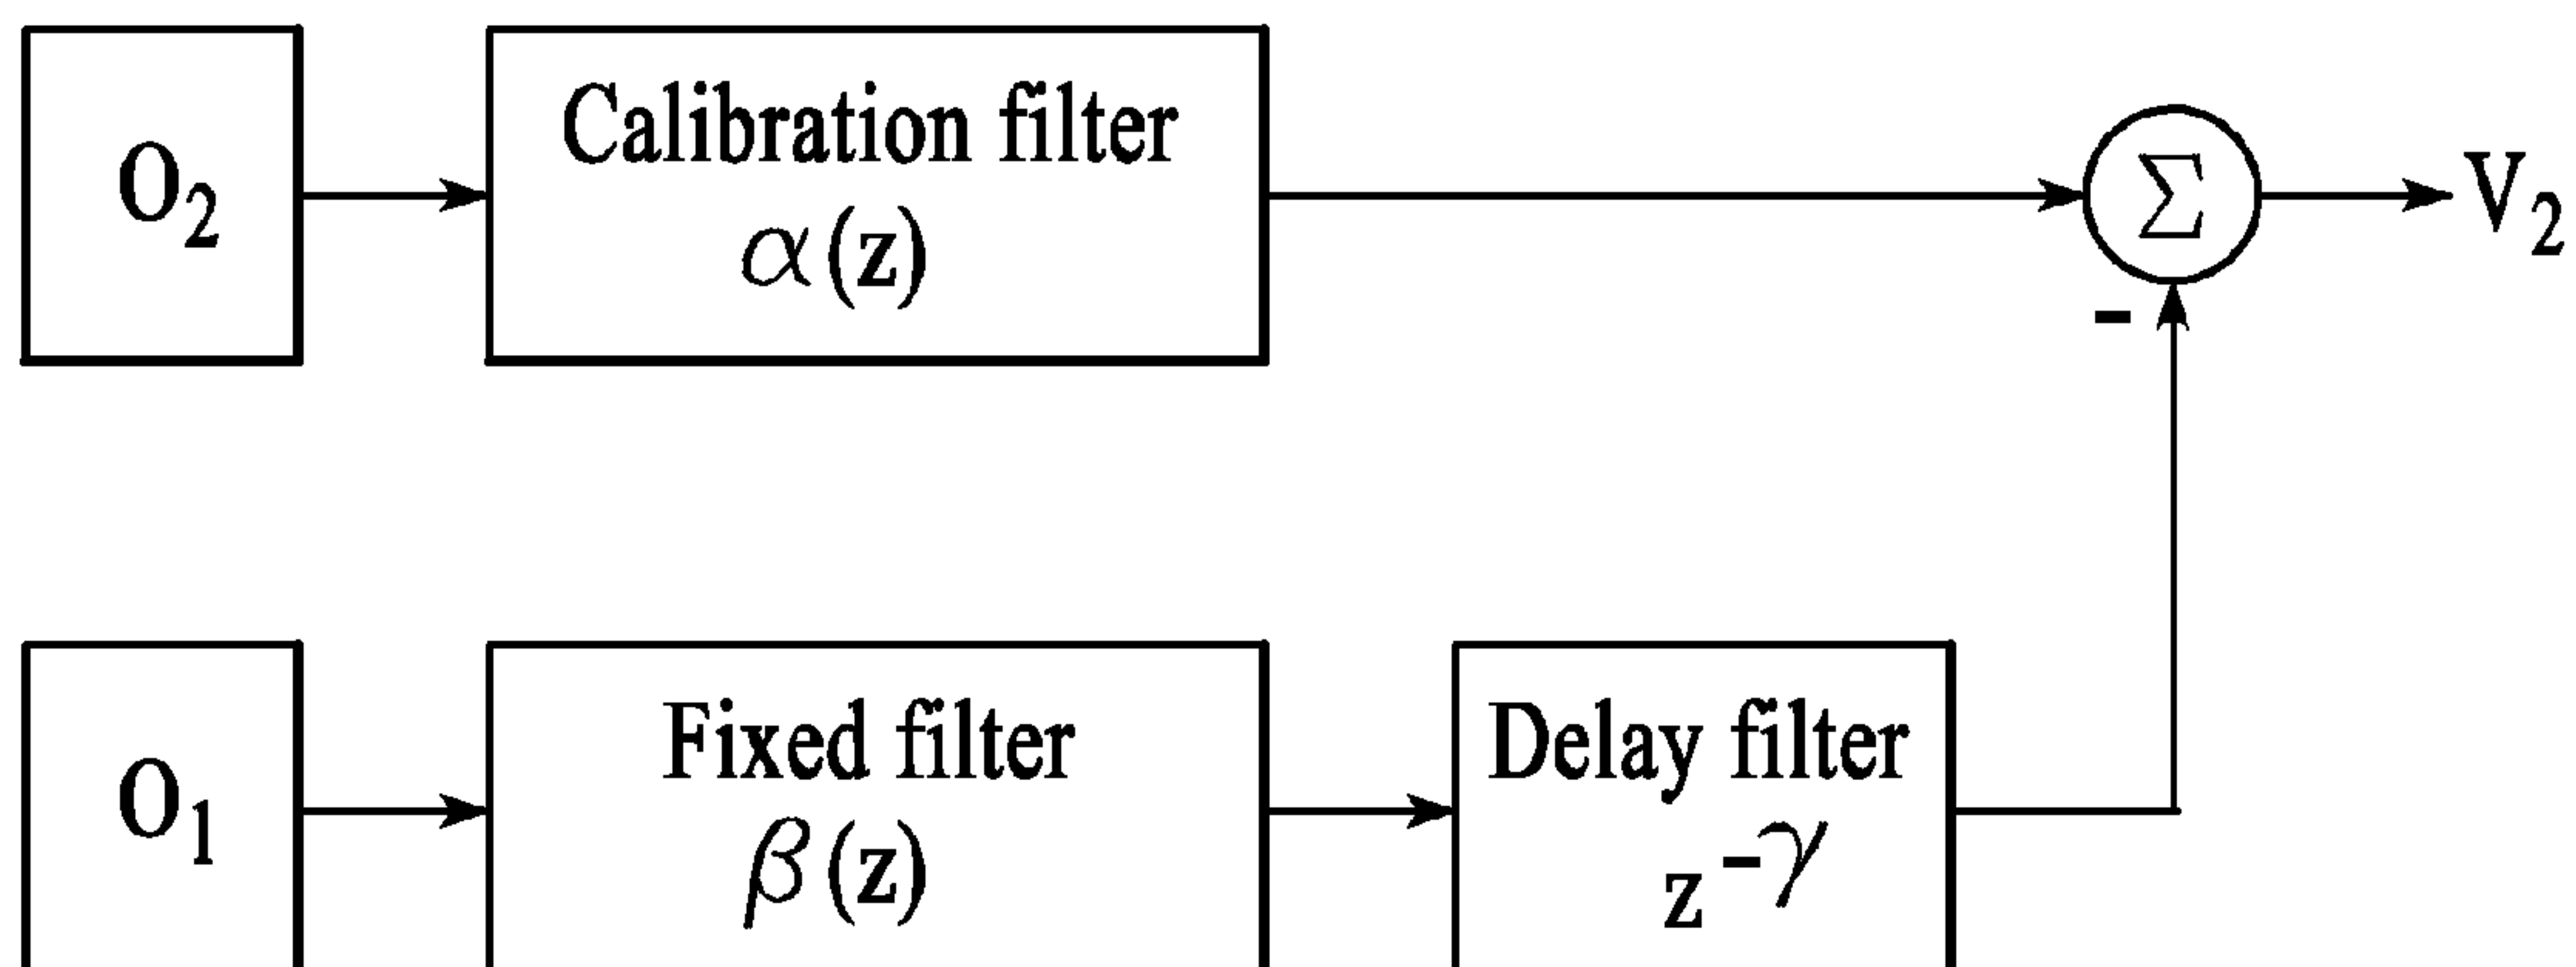 O₂
Calibration filter
α(z)
Σ
V₂
-
O₁
Fixed filter
β(z)
Delay filter
z⁻ᵞ